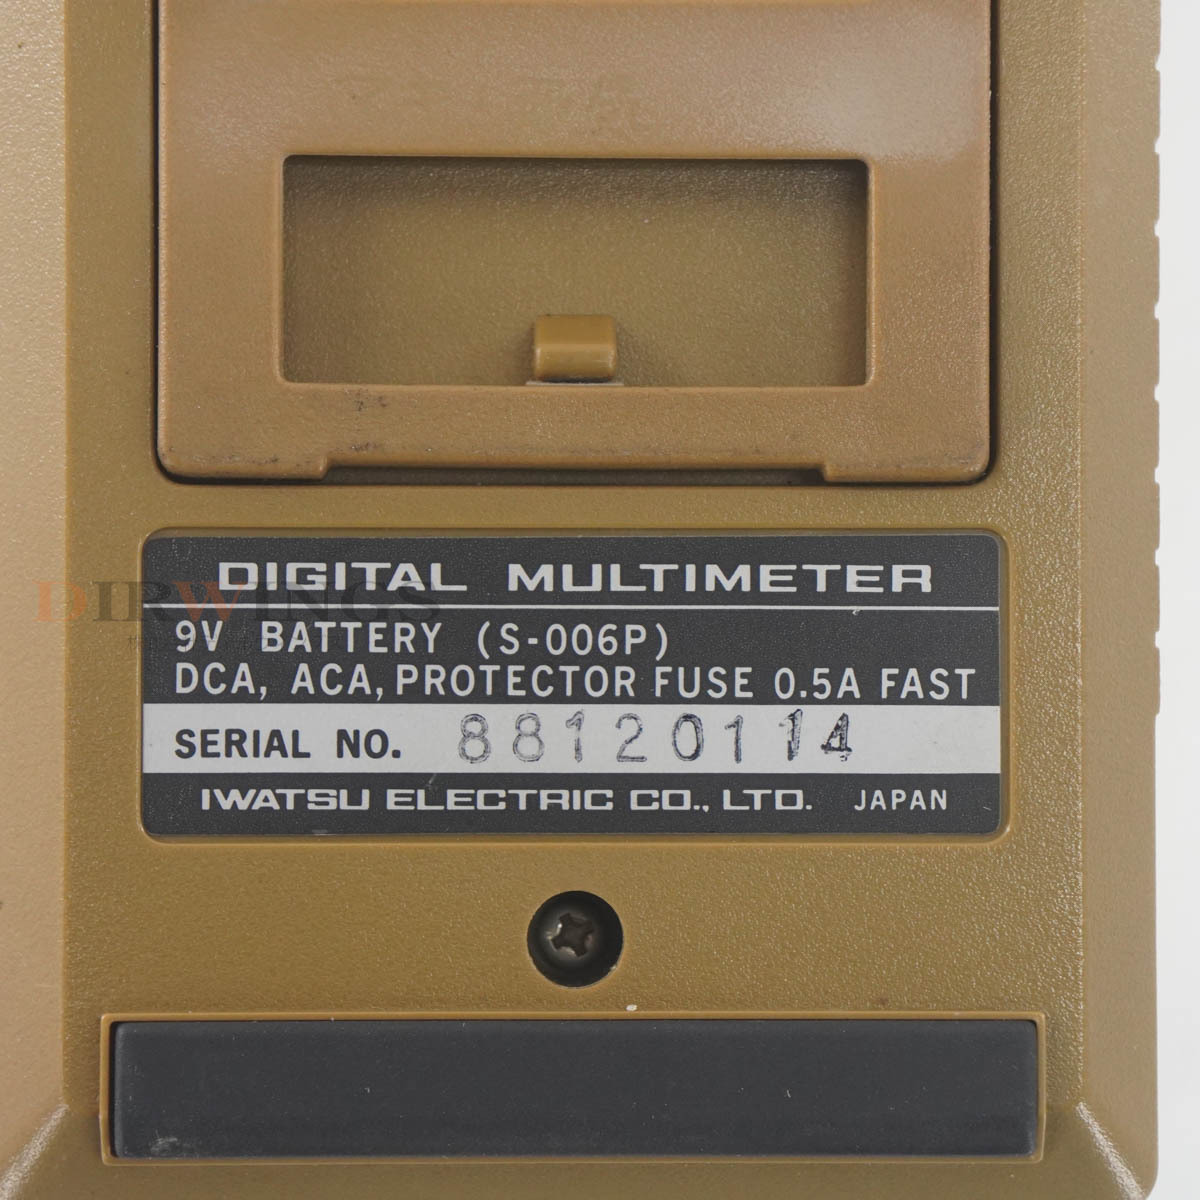 DIGITAL MULTIMETER
DIRWINGS
9V BATTERY (S-006P)
DCA, ACA, PROTECTOR FUSE 0.5A FAST
SERIAL NO. 88120114
IWATSU ELECTRIC CO., LTD. JAPAN